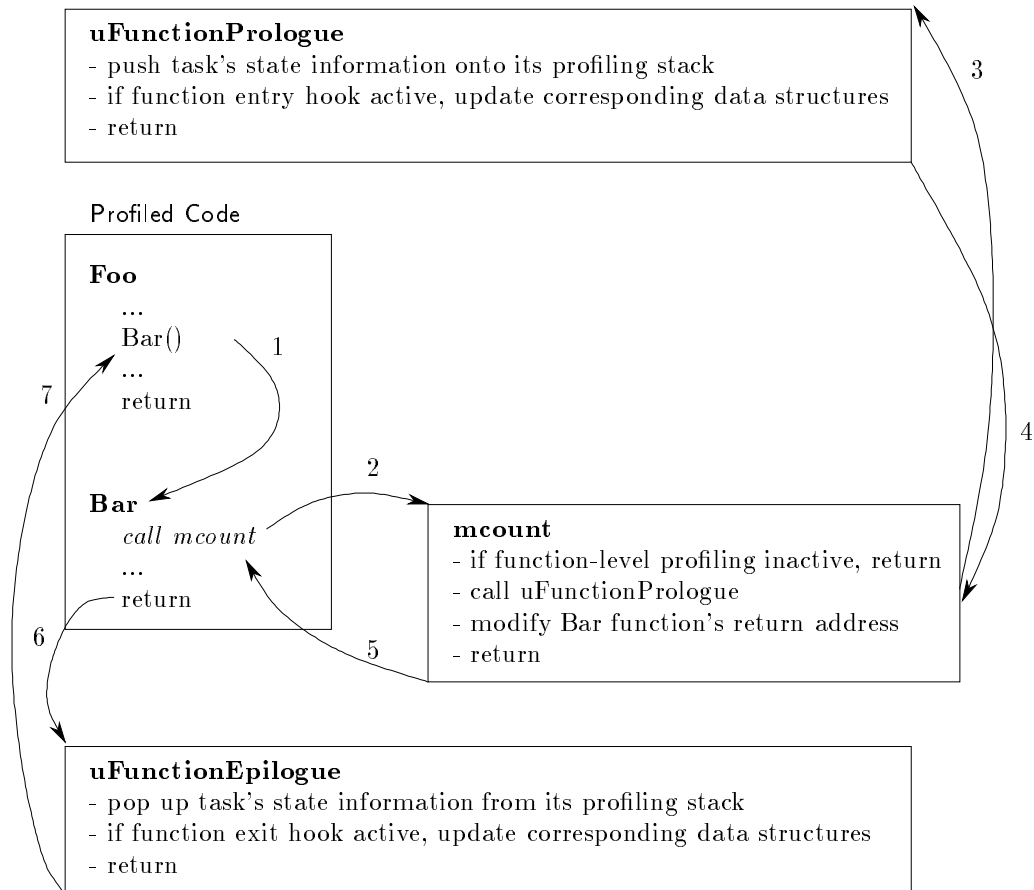 uFunctionPrologue
- push task's state information onto its profiling stack
- if function entry hook active, update corresponding data structures
- return
3
Profiled Code
Foo
...
Bar()
1
...
7
return
4
2
Bar
call mcount
...
return
mcount
- if function-level profiling inactive, return
- call uFunctionPrologue
- modify Bar function's return address
- return
6
5
uFunctionEpilogue
- pop up task's state information from its profiling stack
- if function exit hook active, update corresponding data structures
- return